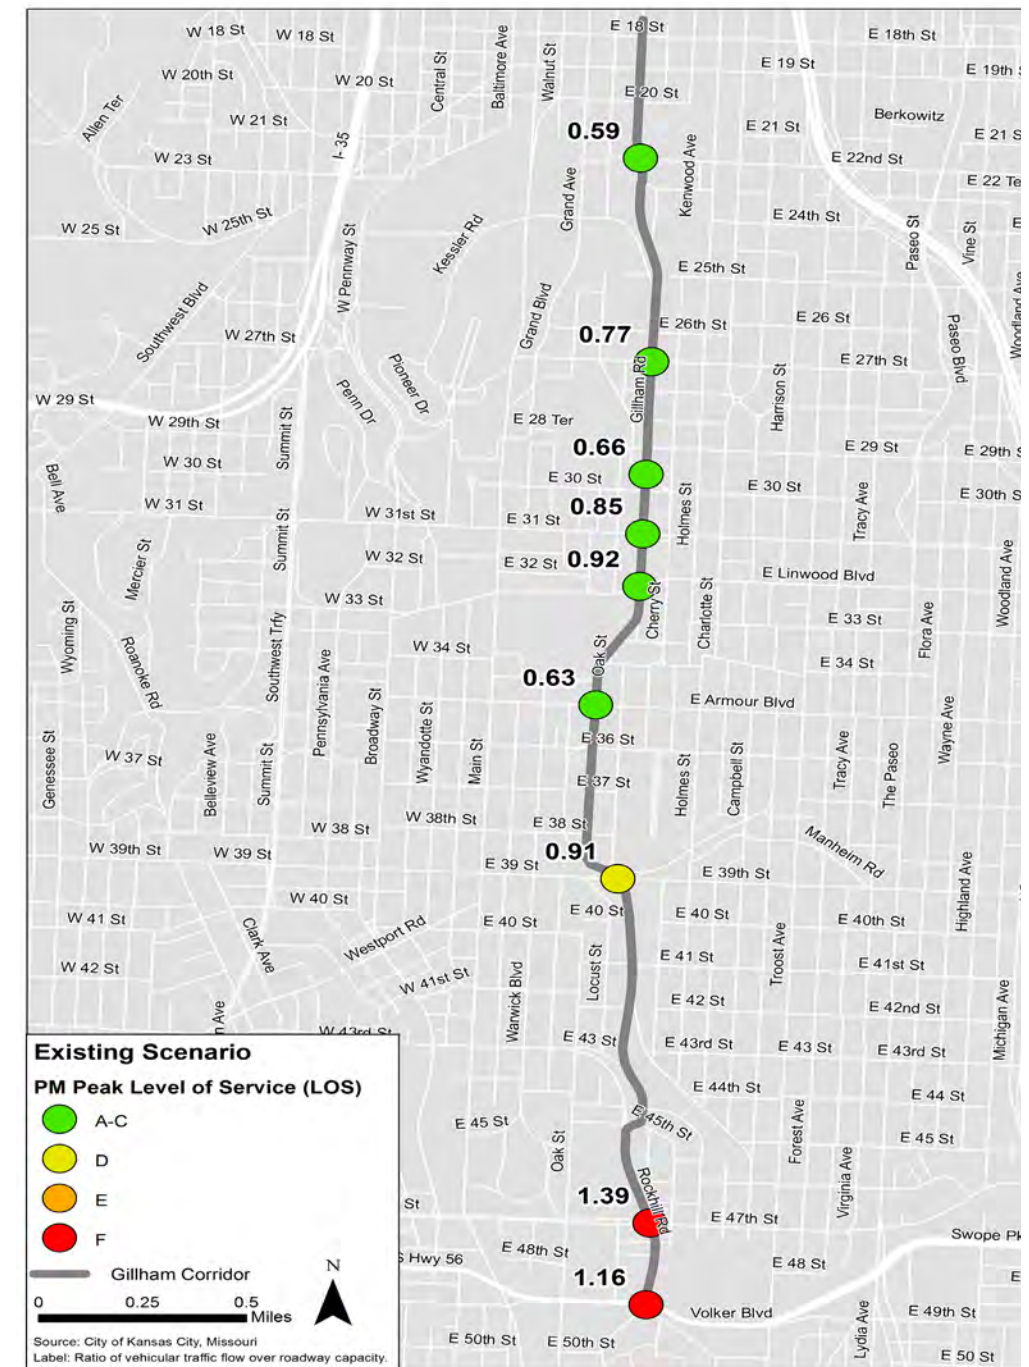 W 18 St
W 18 St
E 18 St
E 18th St
W 20th St
W 20 St
Central St
Baltimore Ave
Walnut St
E 19 St
E 19th S
Allen Ter
E 20 St
Berkowitz
W 21 St
I- 35
0.59
E 21 St
E 21 S
W 23 St
Kenwood Ave
E 22nd St
E 22 Te
W 25 St
W 25th St
Grand Ave
E 24th St
Paseo St
Vine St
E
W Pennway St
Kessler Rd
E 25th St
Southwest Blvd
Grand Blvd
Woodland Ave
W 27th St
0.77
E 26th St
E 26 St
Paseo Blvd
Pioneer Dr
Gillham Rd
Harrison St
E 27th St
W 29 St
Penn Dr
W 29th St
Summit St
E 28 Ter
0.66
E 29 St
E 29th S
Bell Ave
W 30 St
E 30 St
E 30 St
E 30th S
W 31 St
W 31st St
E 31 St
0.85
Holmes St
Tracy Ave
Mercier St
Summit St
W 32 St
E 32 St
0.92
E Linwood Blvd
Woodland Ave
Wyoming St
W 33 St
Cherry St
Charlotte St
E 33 St
Flora Ave
Roanoke Rd
Southwest Trfy
W 34 St
Oak St
E 34 St
Pennsylvania Ave
Broadway St
Wyandotte St
0.63
E Armour Blvd
Genessee St
W 37 St
Belleview Ave
Summit St
Main St
E 36 St
Holmes St
Campbell St
Tracy Ave
The Paseo
Wayne Ave
E 37 St
W 38 St
W 38th St
E 38 St
Manheim Rd
W 39th St
W 39 St
E 39 St
0.91
E 39th St
Highland Ave
W 40 St
E 40 St
E 40 St
E 40 St
E 40th St
W 41 St
Clark Ave
Westport Rd
W 42 St
W 41st St
Warwick Blvd
Locust St
E 41 St
Troost Ave
E 41st St
E 42 St
E 42nd St
Michigan Ave
n Ave
W 43rd St
E 43 St
E 43rd St
E 43 St
E 43rd St
Existing Scenario
PM Peak Level of Service (LOS)
A-C
D
E
F
Gillham Corridor
N
0 0.25 0.5
Miles
Source: City of Kansas City, Missouri
Label: Ratio of vehicular traffic flow over roadway capacity.
E 44th St
E 44 St
E 45 St
E 45th St
Forest Ave
E 45 St
Oak St
Virginia Ave
St
1.39
Rockhill Rd
E 47th St
Swope Pk
S Hwy 56
E 48th St
E 48 St
E
1.16
Volker Blvd
Lydia Ave
E 49th St
E 50th St
E 50th St
E 50 St